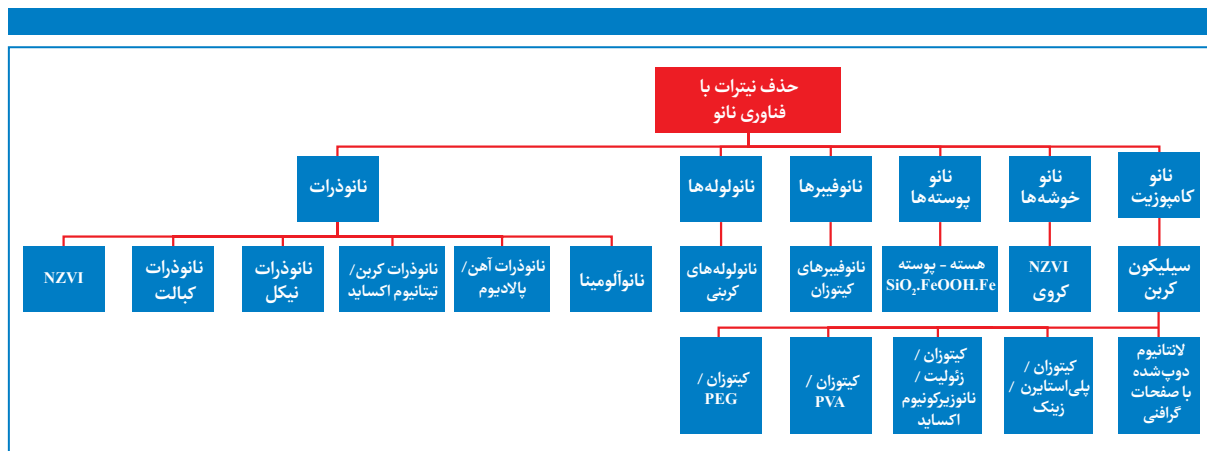 حذف نیترات با
فناوری نانو
نانو
کامپوزیت
نانو
خوشه‌ها
نانو
پوسته‌ها
نانوفیبرها
نانولوله‌ها
نانوذرات
سیلیکون
کربن
NZVI
کروی
هسته - پوسته
SiO₂.FeOOH.Fe
نانوفیبرهای
کیتوزان
نانولوله‌های
کربنی
نانوآلومینا
نانوذرات آهن/
پالادیوم
نانوذرات کربن/
تیتانیوم اکساید
نانوذرات
نیکل
نانوذرات
کبالت
NZVI
لانتانیوم
دوپ‌شده
با صفحات
گرافنی
کیتوزان /
پلی‌استایرن /
زینک
کیتوزان /
زئولیت /
نانوزیرکونیوم
اکساید
کیتوزان /
PVA
کیتوزان /
PEG